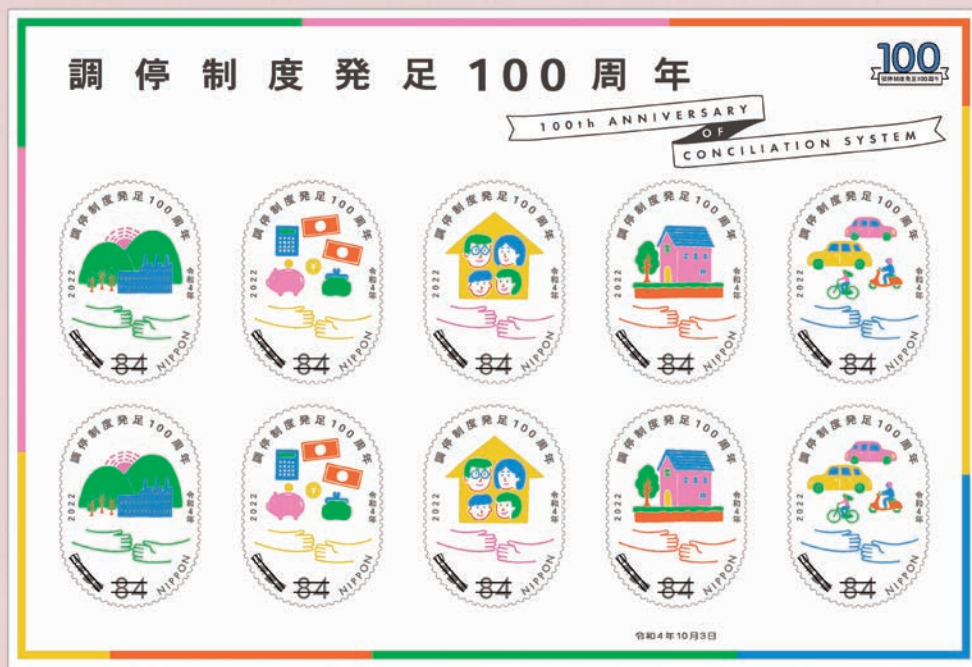 調停制度発足100周年
100
調停制度発足100周年
100th ANNIVERSARY
OF
CONCILIATION SYSTEM
調停制度発足100周年
2022
令和4年
84
NIPPON
調停制度発足100周年
2022
令和4年
84
NIPPON
調停制度発足100周年
2022
令和4年
84
NIPPON
調停制度発足100周年
2022
令和4年
84
NIPPON
調停制度発足100周年
2022
令和4年
84
NIPPON
調停制度発足100周年
2022
令和4年
84
NIPPON
調停制度発足100周年
2022
令和4年
84
NIPPON
調停制度発足100周年
2022
令和4年
84
NIPPON
調停制度発足100周年
2022
令和4年
84
NIPPON
調停制度発足100周年
2022
令和4年
84
NIPPON
令和4年10月3日